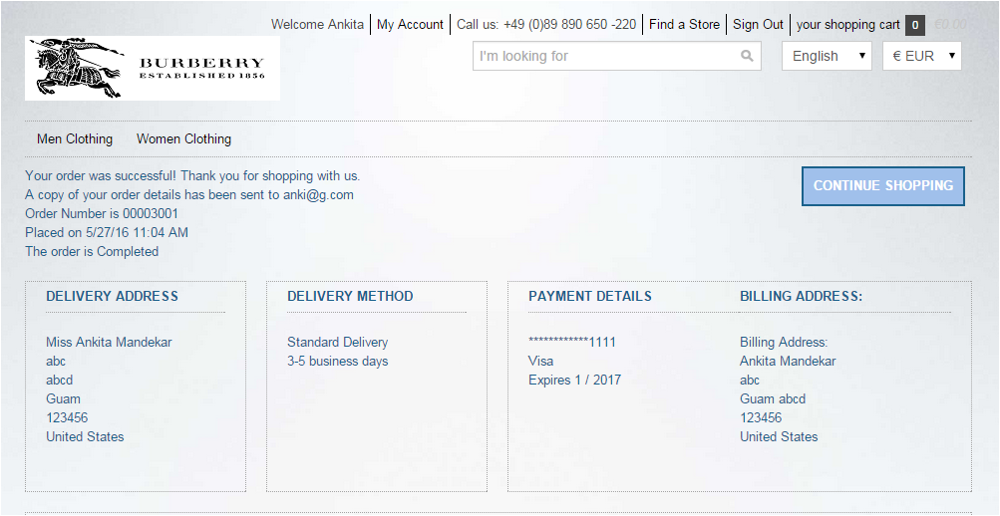 Welcome Ankita My Account Call us: +49 (0)89 890 650 -220 Find a Store Sign Out your shopping cart 0 £0.00
BURBERRY
ESTABLISHED 1856
I'm looking for
English
€ EUR
Men Clothing Women Clothing
Your order was successful! Thank you for shopping with us.
A copy of your order details has been sent to anki@g.com
Order Number is 00003001
Placed on 5/27/16 11:04 AM
The order is Completed
CONTINUE SHOPPING
DELIVERY ADDRESS
Miss Ankita Mandekar
abc
abcd
Guam
123456
United States
DELIVERY METHOD
Standard Delivery
3-5 business days
PAYMENT DETAILS
************1111
Visa
Expires 1 / 2017
BILLING ADDRESS:
Billing Address:
Ankita Mandekar
abc
Guam abcd
123456
United States